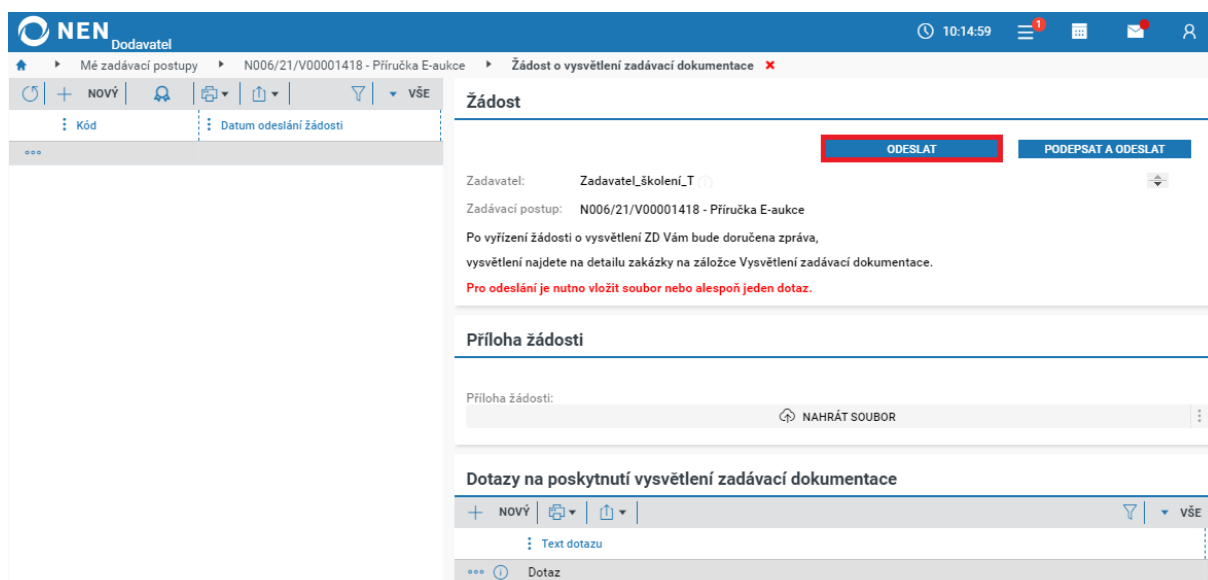 NEN Dodavatel
10:14:59
1
Mé zadávací postupy
N006/21/V00001418 - Příručka E-aukce
Žádost o vysvětlení zadávací dokumentace
NOVÝ
VŠE
Kód
Datum odeslání žádosti
Žádost
ODESLAT
PODEPSAT A ODESLAT
Zadavatel: Zadavatel_školení_T
Zadávací postup: N006/21/V00001418 - Příručka E-aukce
Po vyřízení žádosti o vysvětlení ZD Vám bude doručena zpráva,
vysvětlení najdete na detailu zakázky na záložce Vysvětlení zadávací dokumentace.
Pro odeslání je nutno vložit soubor nebo alespoň jeden dotaz.
Příloha žádosti
Příloha žádosti:
NAHRÁT SOUBOR
Dotazy na poskytnutí vysvětlení zadávací dokumentace
NOVÝ
VŠE
Text dotazu
Dotaz